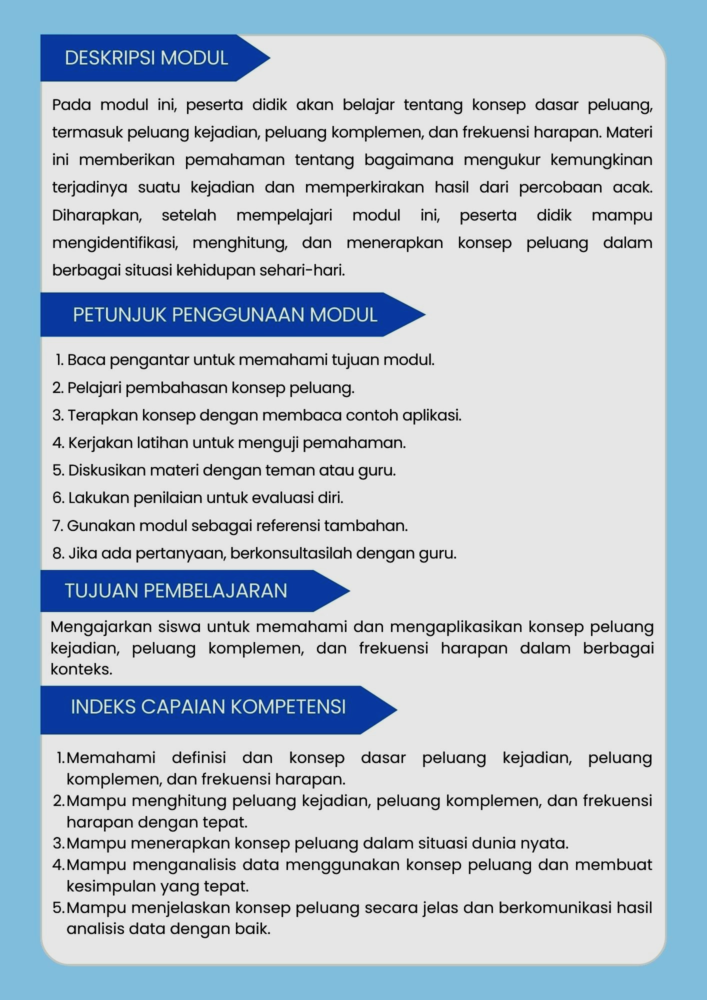 DESKRIPSI MODUL
Pada modul ini, peserta didik akan belajar tentang konsep dasar peluang,
termasuk peluang kejadian, peluang komplemen, dan frekuensi harapan. Materi
ini memberikan pemahaman tentang bagaimana mengukur kemungkinan
terjadinya suatu kejadian dan memperkirakan hasil dari percobaan acak.
Diharapkan, setelah mempelajari modul ini, peserta didik mampu
mengidentifikasi, menghitung, dan menerapkan konsep peluang dalam
berbagai situasi kehidupan sehari-hari.
PETUNJUK PENGGUNAAN MODUL
1. Baca pengantar untuk memahami tujuan modul.
2. Pelajari pembahasan konsep peluang.
3. Terapkan konsep dengan membaca contoh aplikasi.
4. Kerjakan latihan untuk menguji pemahaman.
5. Diskusikan materi dengan teman atau guru.
6. Lakukan penilaian untuk evaluasi diri.
7. Gunakan modul sebagai referensi tambahan.
8. Jika ada pertanyaan, berkonsultasilah dengan guru.
TUJUAN PEMBELAJARAN
Mengajarkan siswa untuk memahami dan mengaplikasikan konsep peluang
kejadian, peluang komplemen, dan frekuensi harapan dalam berbagai
konteks.
INDEKS CAPAIAN KOMPETENSI
1. Memahami definisi dan konsep dasar peluang kejadian, peluang
komplemen, dan frekuensi harapan.
2. Mampu menghitung peluang kejadian, peluang komplemen, dan frekuensi
harapan dengan tepat.
3. Mampu menerapkan konsep peluang dalam situasi dunia nyata.
4. Mampu menganalisis data menggunakan konsep peluang dan membuat
kesimpulan yang tepat.
5. Mampu menjelaskan konsep peluang secara jelas dan berkomunikasi hasil
analisis data dengan baik.